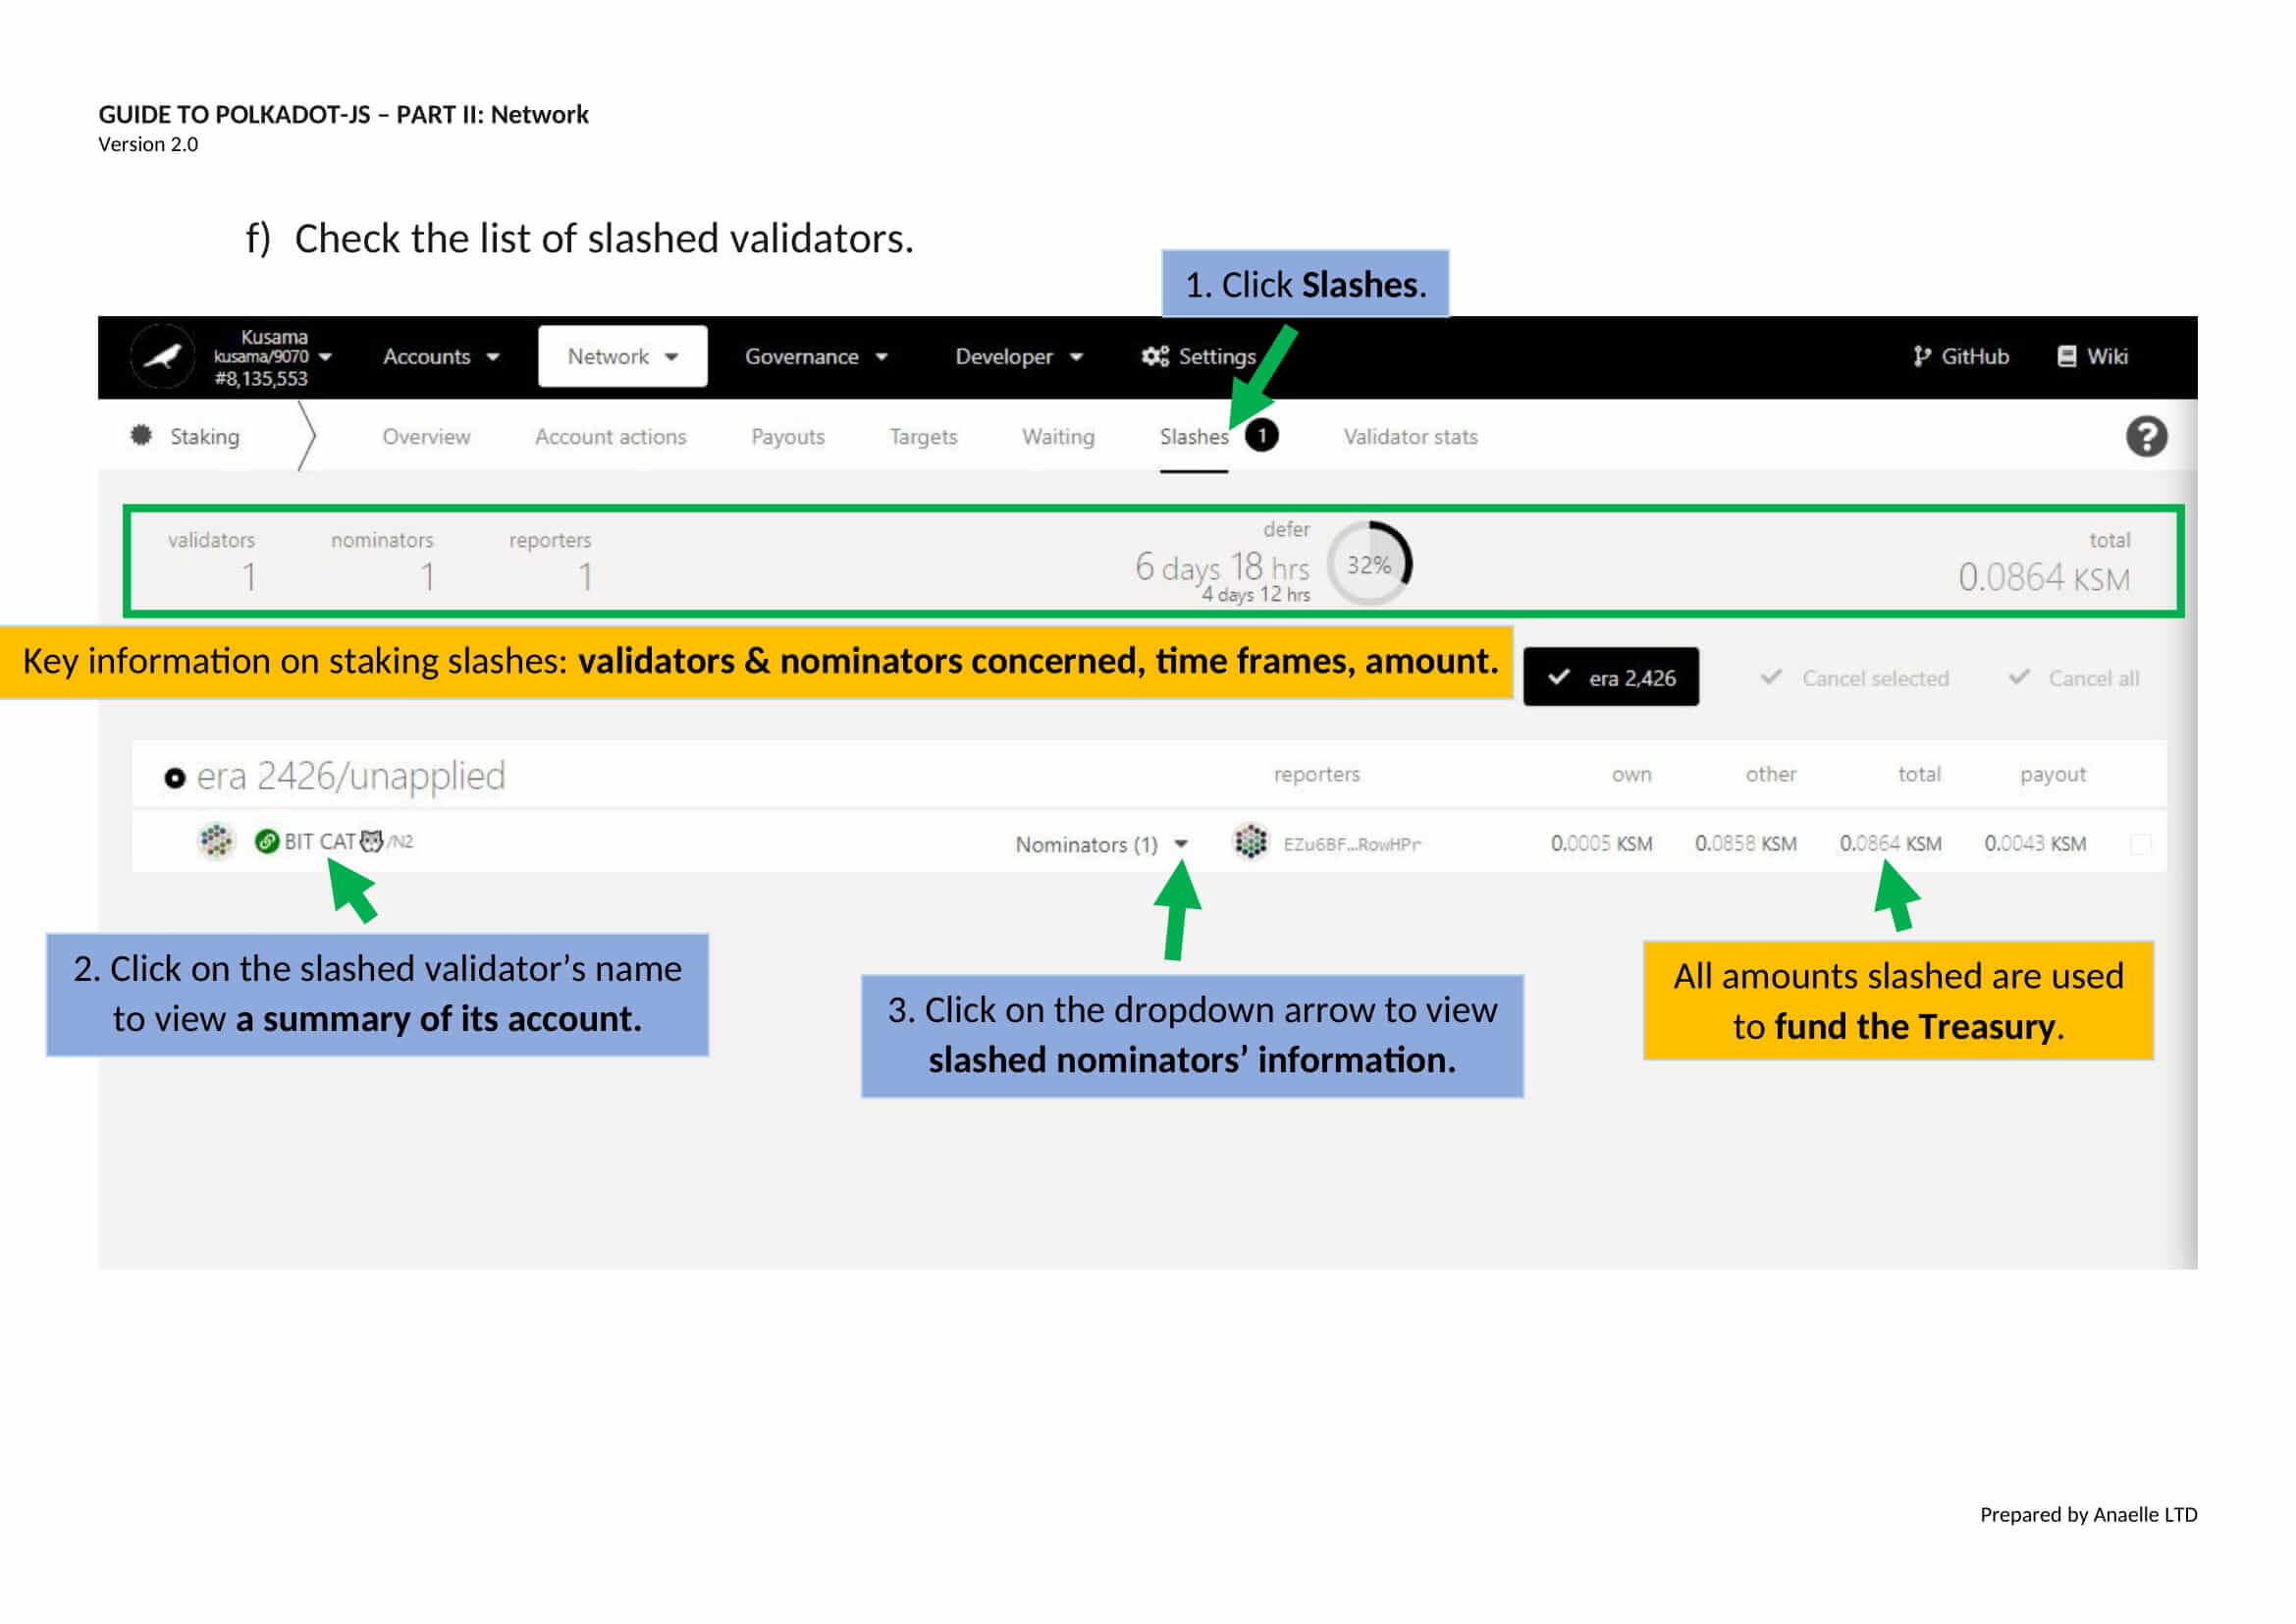 GUIDE TO POLKADOT-JS – PART II: Network
Version 2.0
f) Check the list of slashed validators.
1. Click Slashes.
Kusama
kusama/9070
#8,135,553
Accounts
Network
Governance
Developer
Settings
GitHub
Wiki
Staking
Overview
Account actions
Payouts
Targets
Waiting
Slashes 1
Validator stats
?
validators
1
nominators
1
reporters
1
defer
6 days 18 hrs
4 days 12 hrs
32%
total
0.0864 KSM
Key information on staking slashes: validators & nominators concerned, time frames, amount.
era 2,426
Cancel selected
Cancel all
era 2426/unapplied
reporters
own
other
total
payout
BIT CAT🐱/N2
Nominators (1)
EZu6BF...RowHPr
0.0005 KSM
0.0858 KSM
0.0864 KSM
0.0043 KSM
2. Click on the slashed validator’s name
to view a summary of its account.
3. Click on the dropdown arrow to view
slashed nominators’ information.
All amounts slashed are used
to fund the Treasury.
Prepared by Anaelle LTD